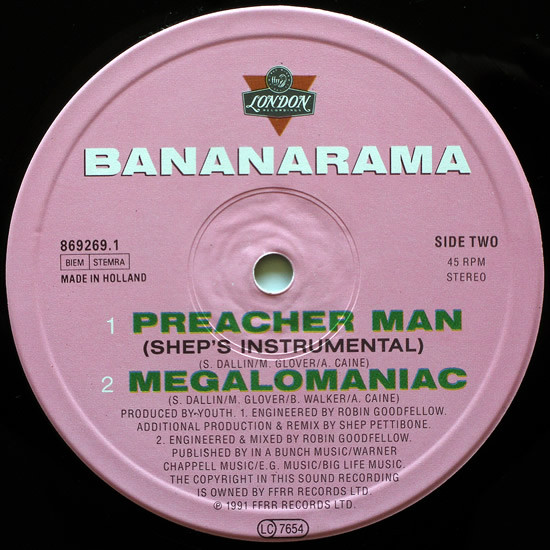 LONDON
RECORDINGS
BANANARAMA
869269.1
SIDE TWO
BIEM STEMRA
45 RPM
MADE IN HOLLAND
STEREO
1 PREACHER MAN
(SHEP'S INSTRUMENTAL)
(S. DALLIN/M. GLOVER/A. CAINE)
2 MEGALOMANIAC
(S. DALLIN/M. GLOVER/B. WALKER/A. CAINE)
PRODUCED BY-YOUTH. 1. ENGINEERED BY ROBIN GOODFELLOW.
ADDITIONAL PRODUCTION & REMIX BY SHEP PETTIBONE.
2. ENGINEERED & MIXED BY ROBIN GOODFELLOW.
PUBLISHED BY IN A BUNCH MUSIC/WARNER
CHAPPELL MUSIC/E.G. MUSIC/BIG LIFE MUSIC.
THE COPYRIGHT IN THIS SOUND RECORDING
IS OWNED BY FFRR RECORDS LTD.
℗ 1991 FFRR RECORDS LTD.
LC 7654